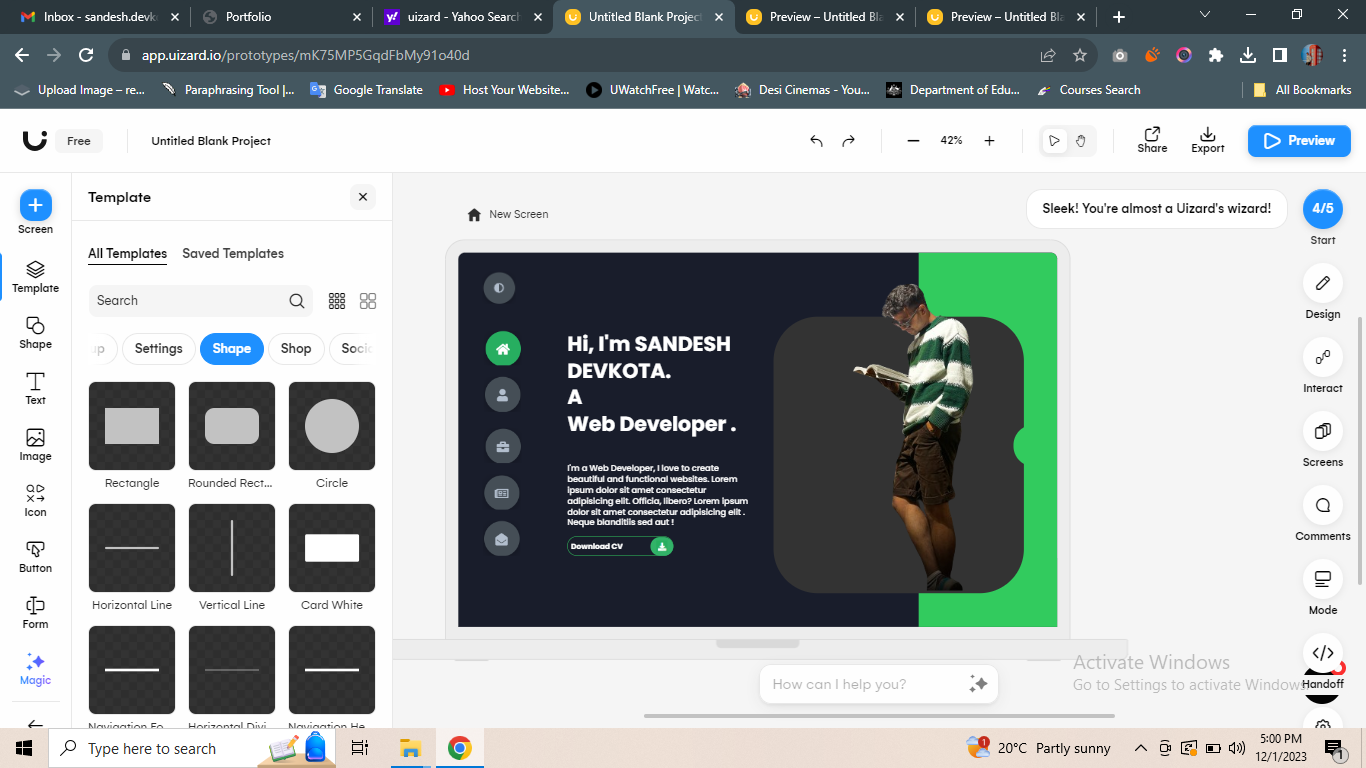 Inbox - sandesh.devk
Portfolio
uizard - Yahoo Search
Untitled Blank Project
Preview – Untitled Bla
Preview – Untitled Bla
app.uizard.io/prototypes/mK75MP5GqdFbMy91o40d
Upload Image – re...
Paraphrasing Tool |...
Google Translate
Host Your Website...
UWatchFree | Watc...
Desi Cinemas - You...
Department of Edu...
Courses Search
All Bookmarks
Free
Untitled Blank Project
42%
Share
Export
Preview
Screen
Template
Shape
Text
Image
Icon
Button
Form
Magic
Template
All Templates
Saved Templates
Search
up
Settings
Shape
Shop
Socia
Rectangle
Rounded Rect...
Circle
Horizontal Line
Vertical Line
Card White
Navigation Fo...
Horizontal Divi...
Navigation He...
New Screen
Sleek! You're almost a Uizard's wizard!
Hi, I'm SANDESH
DEVKOTA.
A
Web Developer .
I'm a Web Developer, I love to create
beautiful and functional websites. Lorem
ipsum dolor sit amet consectetur
adipisicing elit. Officia, libero? Lorem ipsum
dolor sit amet consectetur adipisicing elit .
Neque blanditiis sed aut !
Download CV
How can I help you?
4/5
Start
Design
Interact
Screens
Comments
Mode
Handoff
Activate Windows
Go to Settings to activate Windows.
Type here to search
1
20°C Partly sunny
5:00 PM
12/1/2023
1